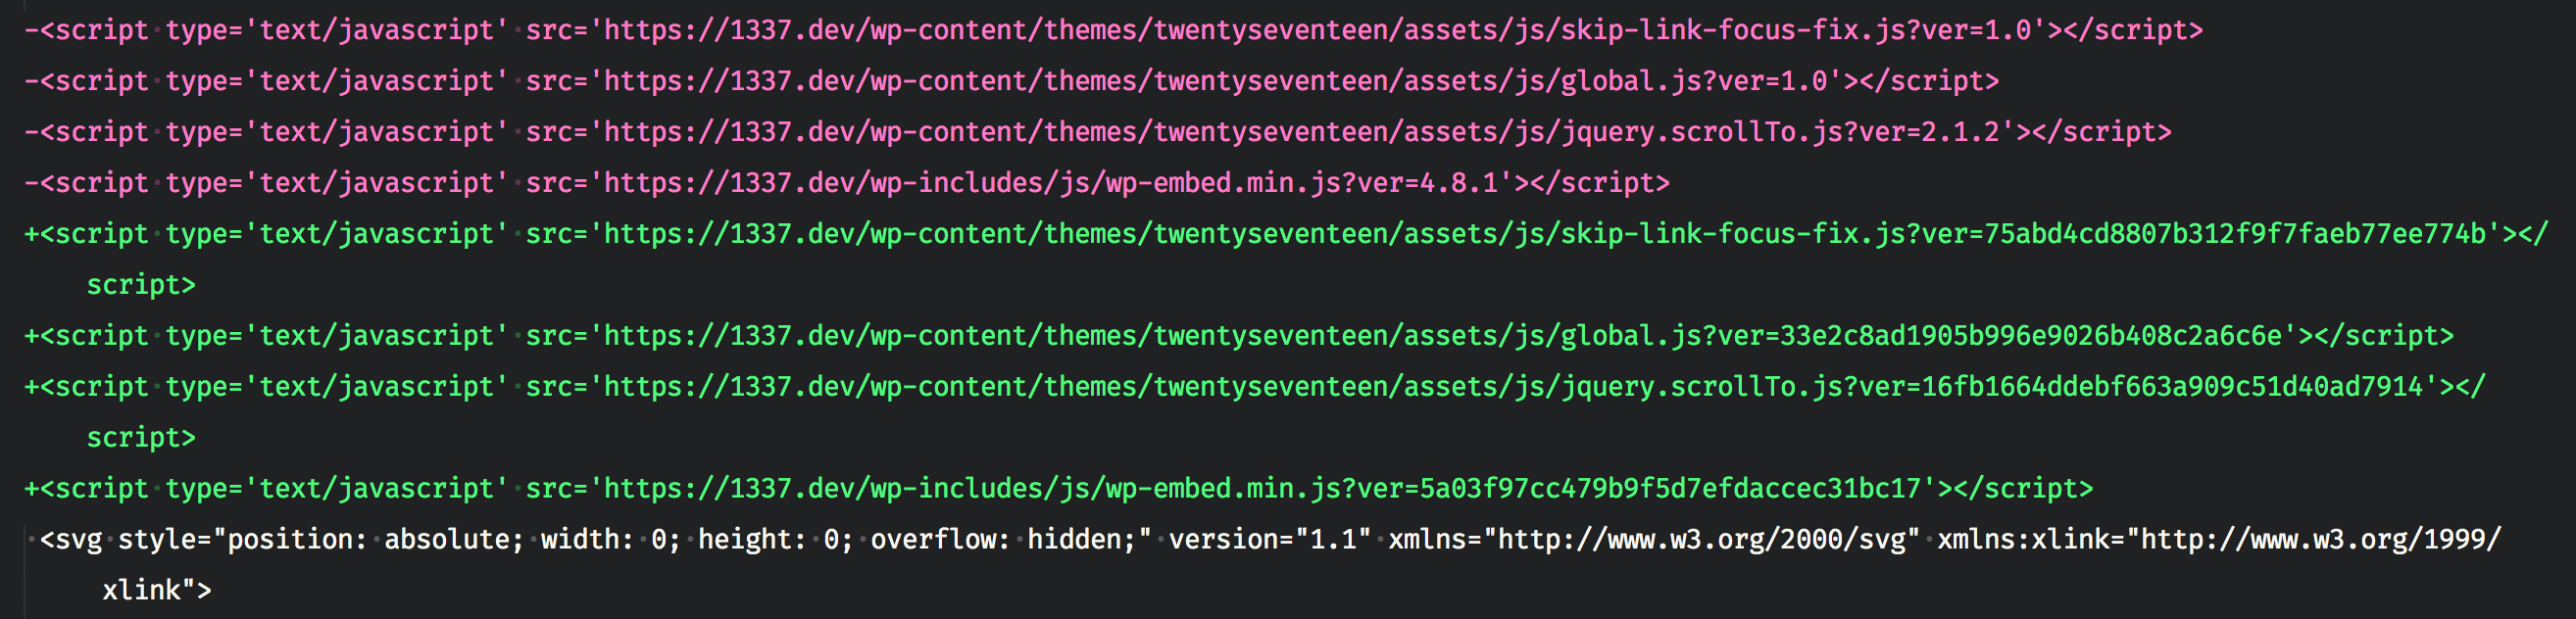 -<script type='text/javascript' src='https://1337.dev/wp-content/themes/twentyseventeen/assets/js/skip-link-focus-fix.js?ver=1.0'></script>
-<script type='text/javascript' src='https://1337.dev/wp-content/themes/twentyseventeen/assets/js/global.js?ver=1.0'></script>
-<script type='text/javascript' src='https://1337.dev/wp-content/themes/twentyseventeen/assets/js/jquery.scrollTo.js?ver=2.1.2'></script>
-<script type='text/javascript' src='https://1337.dev/wp-includes/js/wp-embed.min.js?ver=4.8.1'></script>
+<script type='text/javascript' src='https://1337.dev/wp-content/themes/twentyseventeen/assets/js/skip-link-focus-fix.js?ver=75abd4cd8807b312f9f7faeb77ee774b'></
script>
+<script type='text/javascript' src='https://1337.dev/wp-content/themes/twentyseventeen/assets/js/global.js?ver=33e2c8ad1905b996e9026b408c2a6c6e'></script>
+<script type='text/javascript' src='https://1337.dev/wp-content/themes/twentyseventeen/assets/js/jquery.scrollTo.js?ver=16fb1664ddebf663a909c51d40ad7914'></
script>
+<script type='text/javascript' src='https://1337.dev/wp-includes/js/wp-embed.min.js?ver=5a03f97cc479b9f5d7efdaccec31bc17'></script>
<svg style="position: absolute; width: 0; height: 0; overflow: hidden;" version="1.1" xmlns="http://www.w3.org/2000/svg" xmlns:xlink="http://www.w3.org/1999/
xlink">